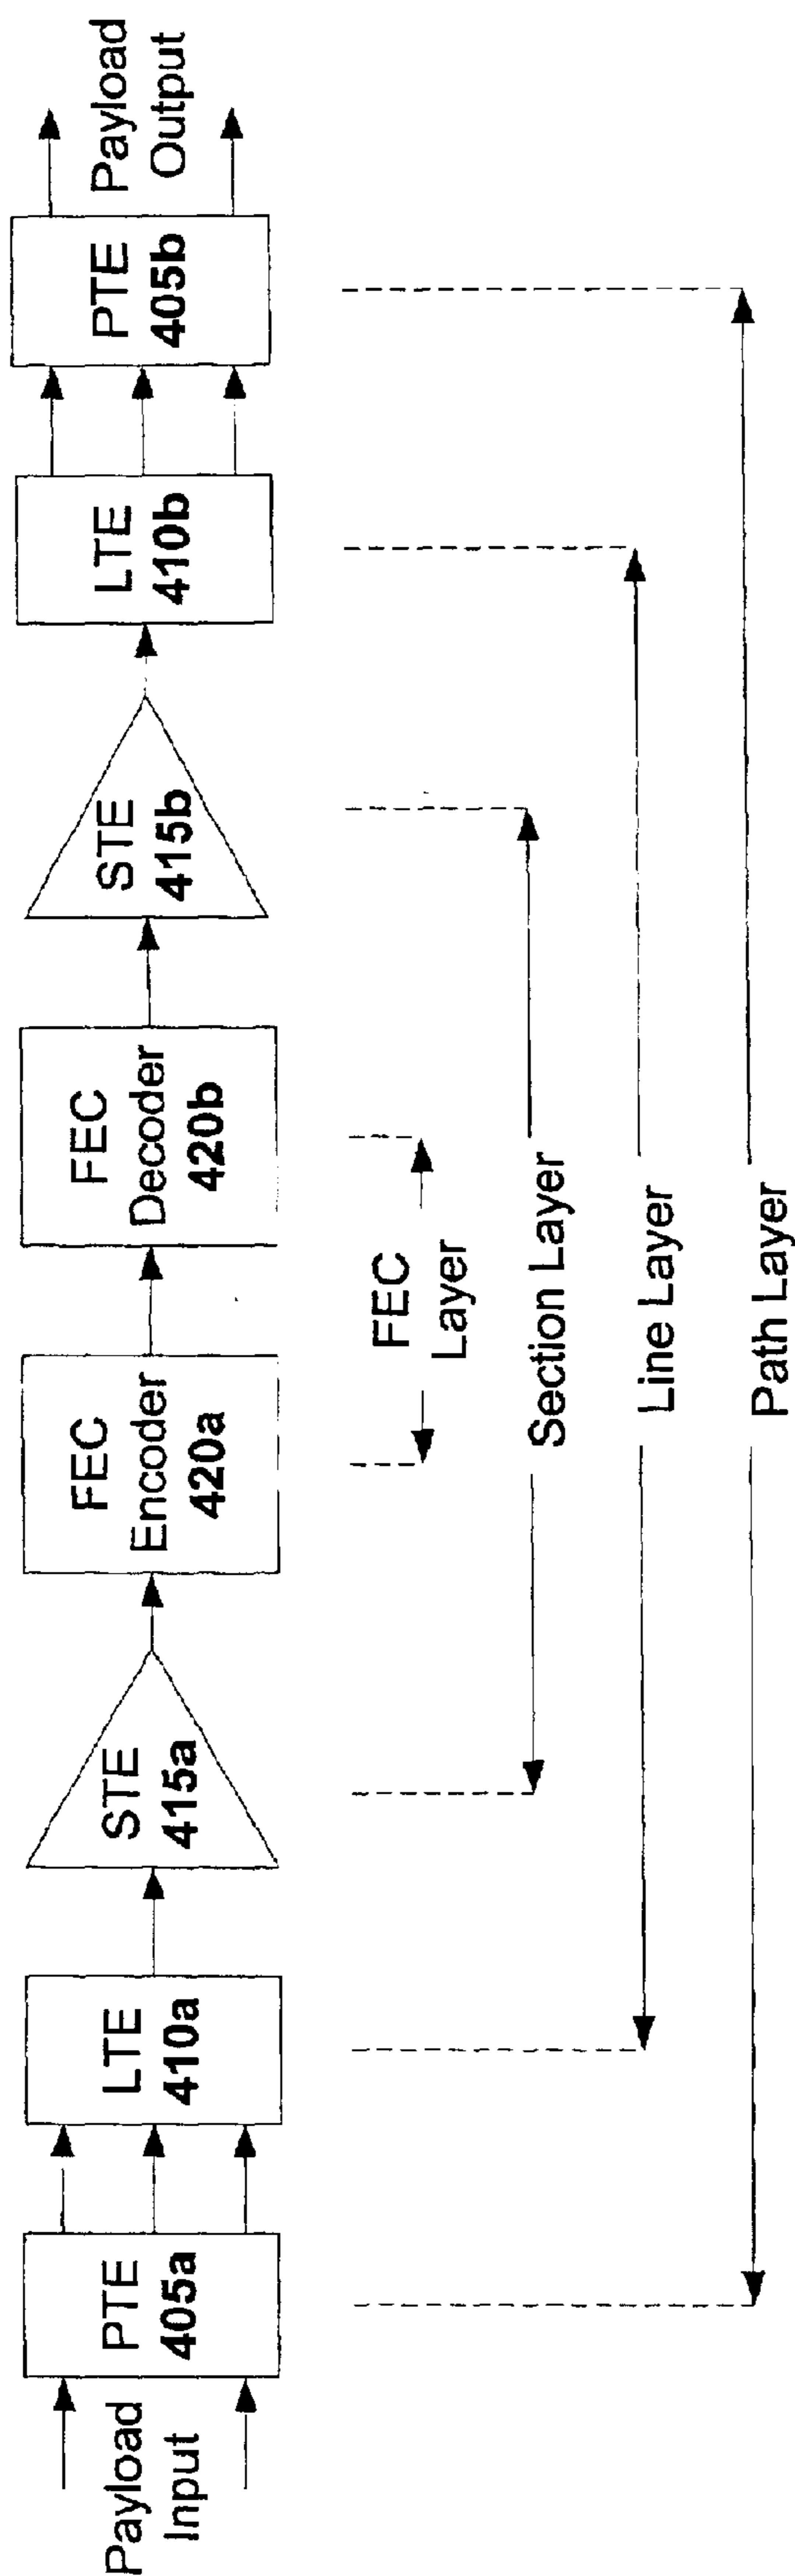 Payload
Input
PTE
405a
LTE
410a
STE
415a
FEC
Encoder
420a
FEC
Decoder
420b
STE
415b
LTE
410b
PTE
405b
Payload
Output
FEC
Layer
Section Layer
Line Layer
Path Layer